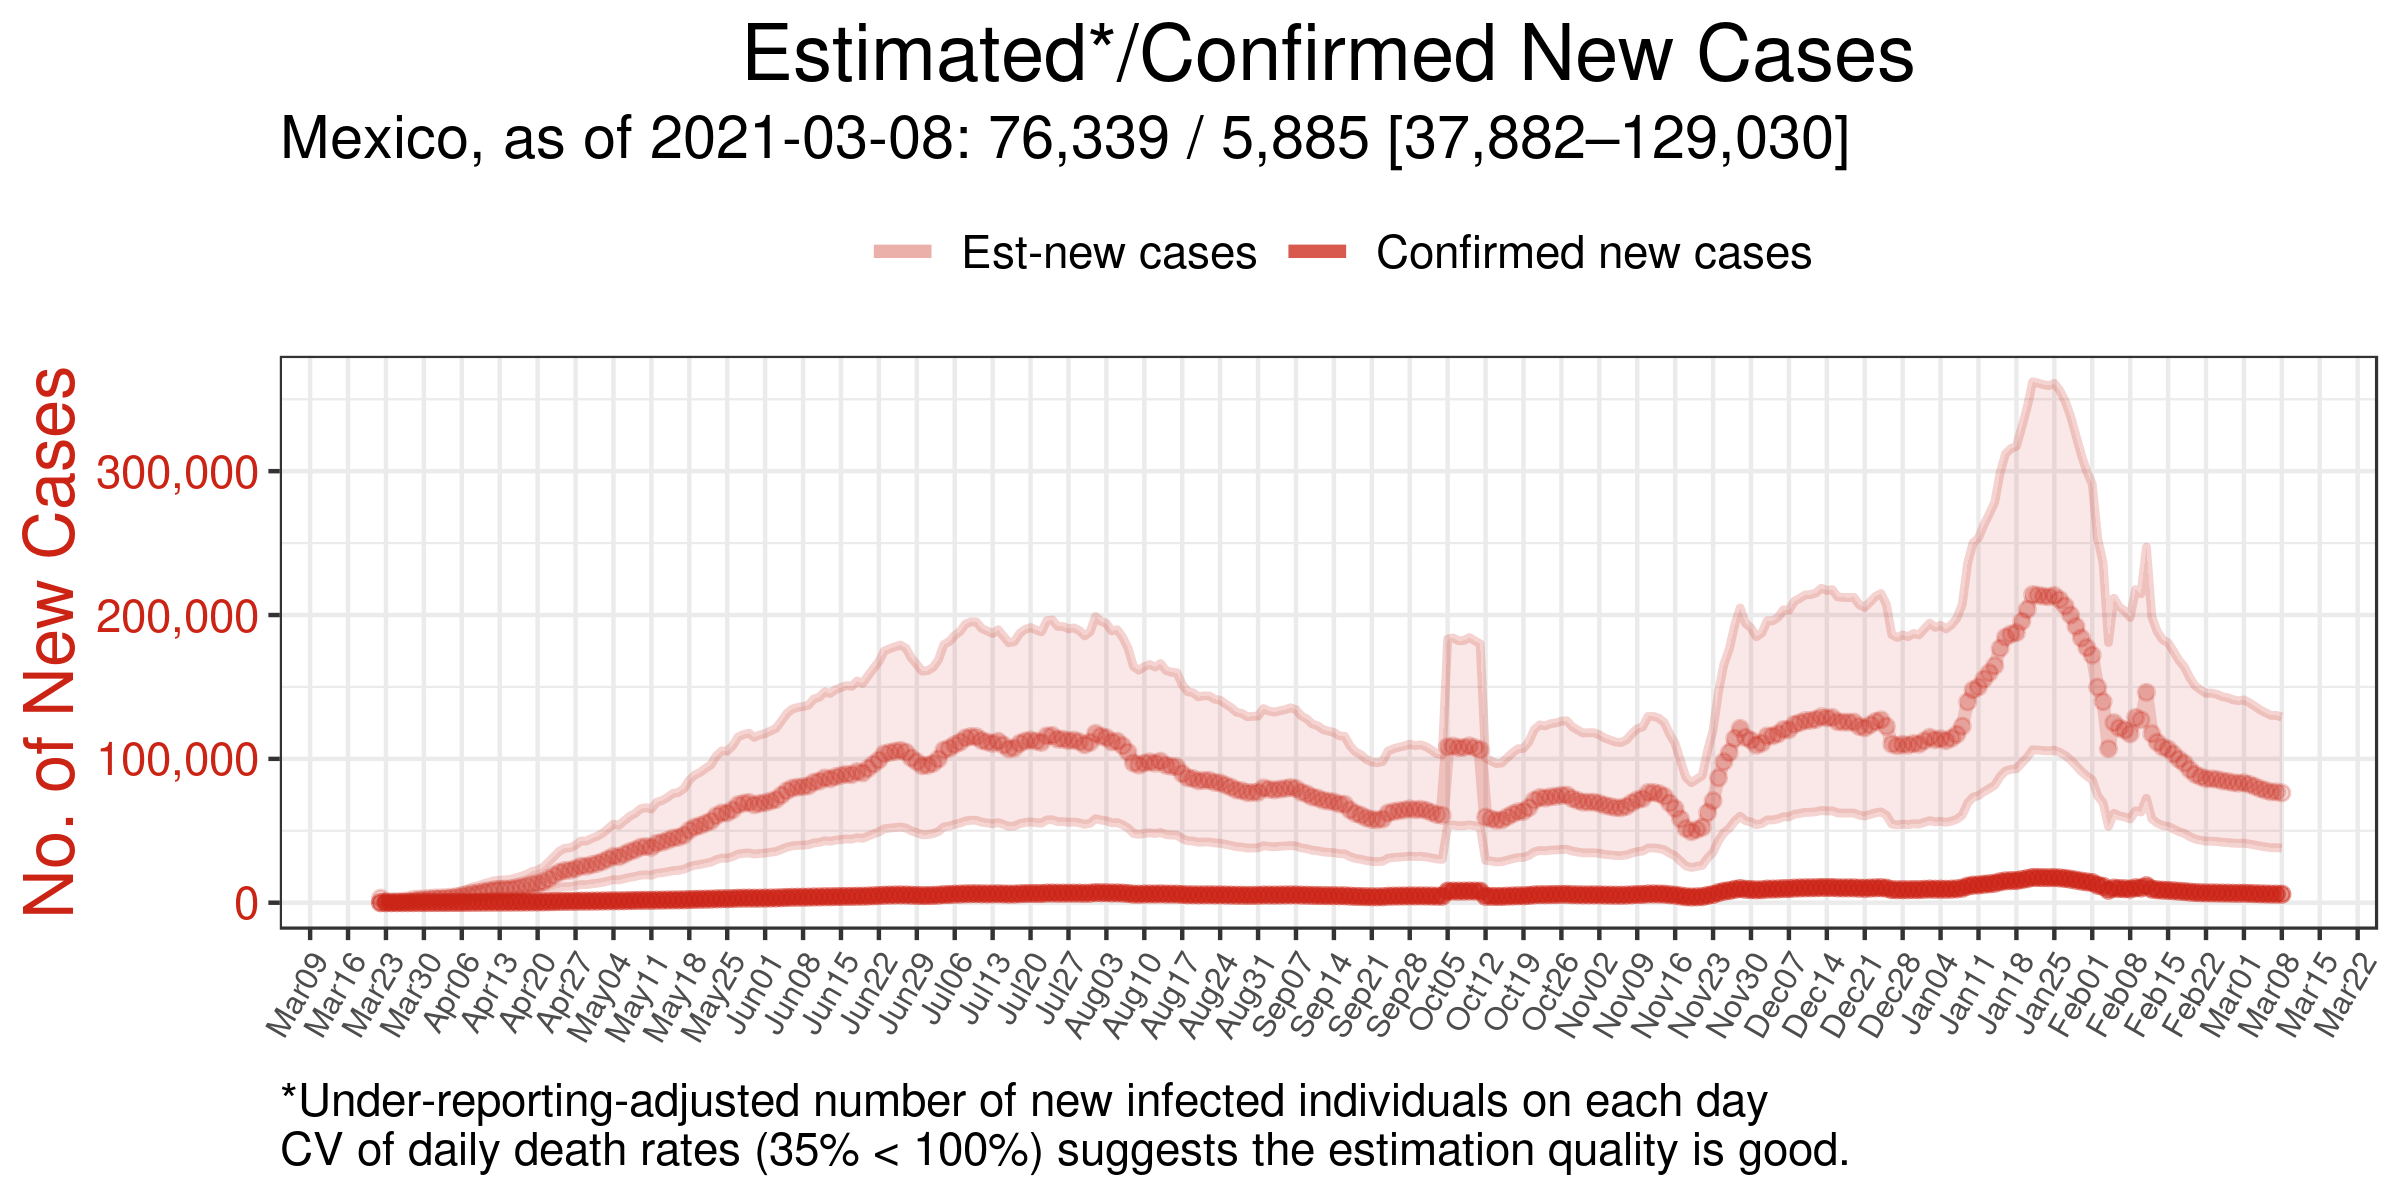 Estimated*/Confirmed New Cases
Mexico, as of 2021-03-08: 76,339 / 5,885 [37,882–129,030]
Est-new cases
Confirmed new cases
No. of New Cases
300,000
200,000
100,000
0
Mar09
Mar16
Mar23
Mar30
Apr06
Apr13
Apr20
Apr27
May04
May11
May18
May25
Jun01
Jun08
Jun15
Jun22
Jun29
Jul06
Jul13
Jul20
Jul27
Aug03
Aug10
Aug17
Aug24
Aug31
Sep07
Sep14
Sep21
Sep28
Oct05
Oct12
Oct19
Oct26
Nov02
Nov09
Nov16
Nov23
Nov30
Dec07
Dec14
Dec21
Dec28
Jan04
Jan11
Jan18
Jan25
Feb01
Feb08
Feb15
Feb22
Mar01
Mar08
Mar15
Mar22
*Under-reporting-adjusted number of new infected individuals on each day
CV of daily death rates (35% < 100%) suggests the estimation quality is good.